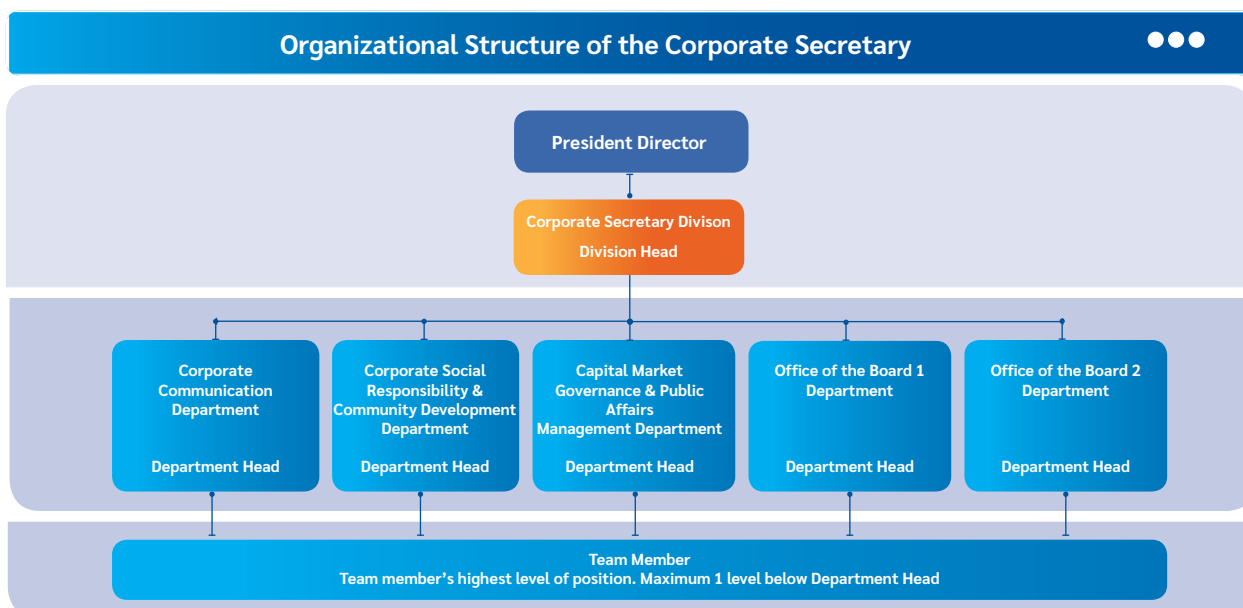 Organizational Structure of the Corporate Secretary
President Director
Corporate Secretary Divison
Division Head
Corporate
Communication
Department
Department Head
Corporate Social
Responsibility &
Community Development
Department
Department Head
Capital Market
Governance & Public
Affairs
Management Department
Department Head
Office of the Board 1
Department
Department Head
Office of the Board 2
Department
Department Head
Team Member
Team member’s highest level of position. Maximum 1 level below Department Head